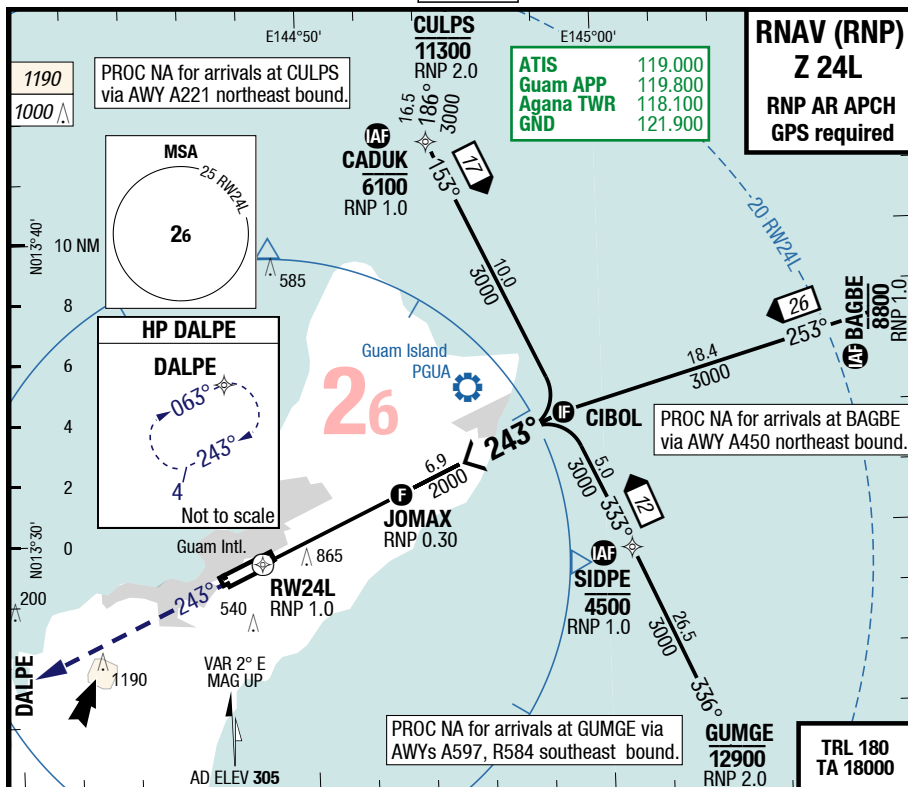 RNAV (RNP)
Z 24L
RNP AR APCH
GPS required
E144°50'
E145°00'
CULPS
11300
RNP 2.0
1190
1000
PROC NA for arrivals at CULPS
via AWY A221 northeast bound.
ATIS 119.000
Guam APP 119.800
Agana TWR 118.100
GND 121.900
16.5
186°
3000
IAF
CADUK
6100
RNP 1.0
153°
17
MSA
25 RW24L
26
N013°40'
10 NM
8
6
4
2
0
N013°30'
585
10.0
3000
20 RW24L
26
253°
IAF
BAGBE
8800
RNP 1.0
18.4
3000
HP DALPE
DALPE
063°
243°
4
Not to scale
Guam Island
PGUA
26
IF
CIBOL
PROC NA for arrivals at BAGBE
via AWY A450 northeast bound.
243°
6.9
2000
F
JOMAX
RNP 0.30
5.0
3000
333°
12
IAF
SIDPE
4500
RNP 1.0
Guam Intl.
865
RW24L
RNP 1.0
540
243°
200
DALPE
1190
VAR 2° E
MAG UP
AD ELEV 305
26.5
3000
336°
PROC NA for arrivals at GUMGE via
AWYs A597, R584 southeast bound.
GUMGE
12900
RNP 2.0
TRL 180
TA 18000